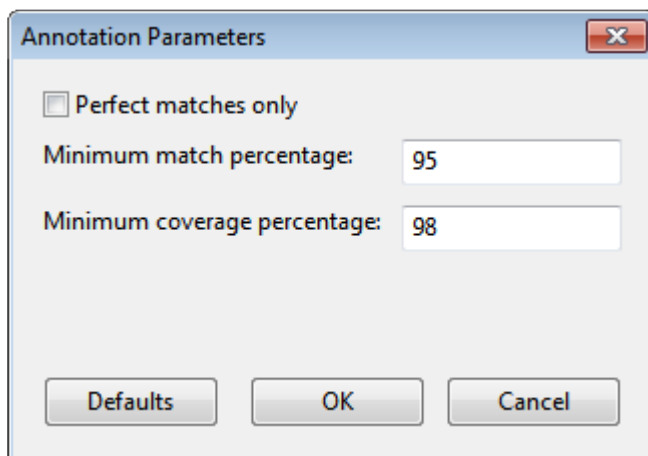 Annotation Parameters
Perfect matches only
Minimum match percentage: 95
Minimum coverage percentage: 98
Defaults OK Cancel